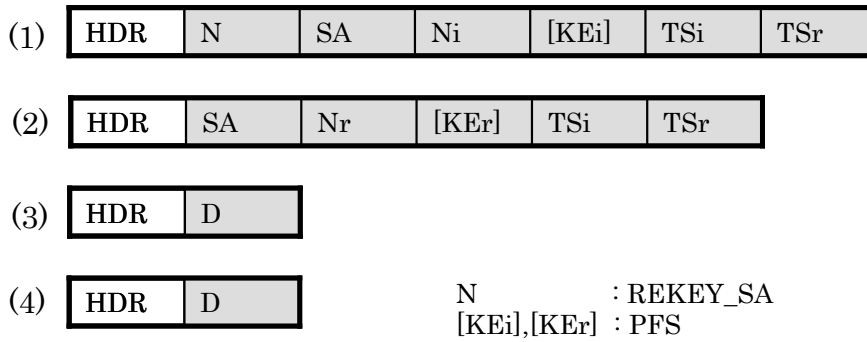 (1) HDR N SA Ni [KEi] TSi TSr
(2) HDR SA Nr [KEr] TSi TSr
(3) HDR D
(4) HDR D
N : REKEY_SA
[KEi],[KEr] : PFS